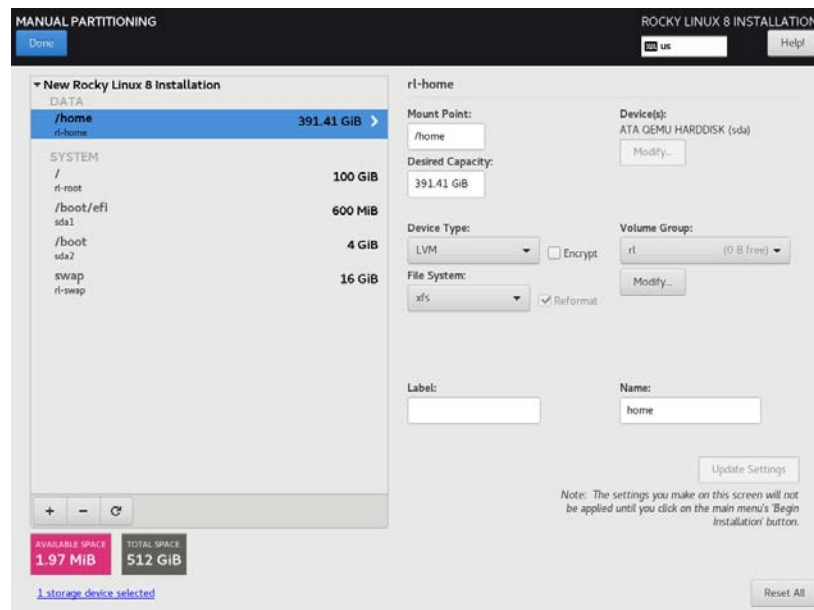 MANUAL PARTITIONING
ROCKY LINUX 8 INSTALLATION
Done
us
Help!
New Rocky Linux 8 Installation
DATA
/home
391.41 GiB
rl-home
SYSTEM
/
100 GiB
rl-root
/boot/efi
600 MiB
sda1
/boot
4 GiB
sda2
swap
16 GiB
rl-swap
+ −
AVAILABLE SPACE
1.97 MiB
TOTAL SPACE
512 GiB
1 storage device selected
rl-home
Mount Point:
/home
Device(s):
ATA QEMU HARDDISK (sda)
Modify...
Desired Capacity:
391.41 GiB
Device Type:
LVM
Encrypt
Volume Group:
rl (0 B free)
Modify...
File System:
xfs
Reformat
Label:
Name:
home
Update Settings
Note: The settings you make on this screen will not
be applied until you click on the main menu's 'Begin
Installation' button.
Reset All